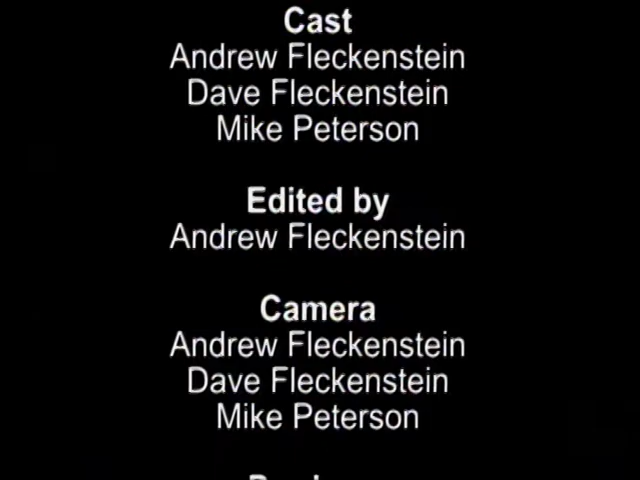 Cast
Andrew Fleckenstein
Dave Fleckenstein
Mike Peterson
Edited by
Andrew Fleckenstein
Camera
Andrew Fleckenstein
Dave Fleckenstein
Mike Peterson